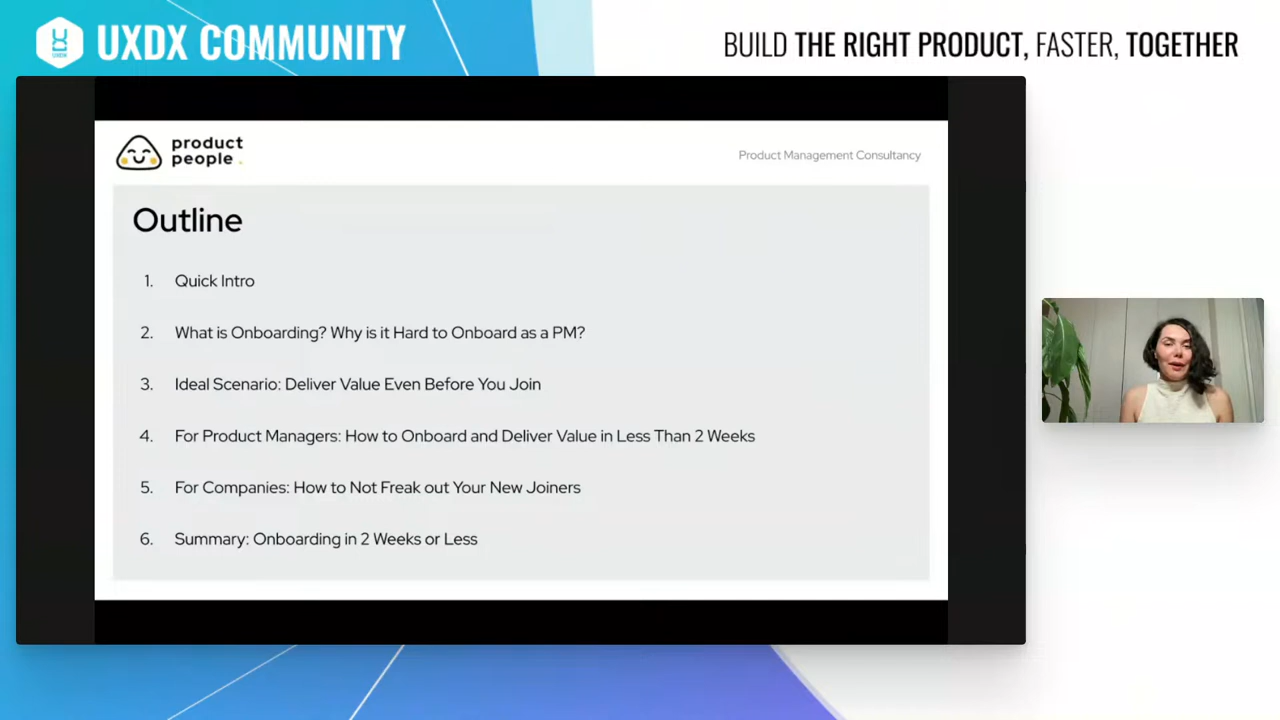 UXDX
UXDX COMMUNITY
BUILD THE RIGHT PRODUCT, FASTER, TOGETHER
product
people.
Product Management Consultancy
Outline
1. Quick Intro
2. What is Onboarding? Why is it Hard to Onboard as a PM?
3. Ideal Scenario: Deliver Value Even Before You Join
4. For Product Managers: How to Onboard and Deliver Value in Less Than 2 Weeks
5. For Companies: How to Not Freak out Your New Joiners
6. Summary: Onboarding in 2 Weeks or Less